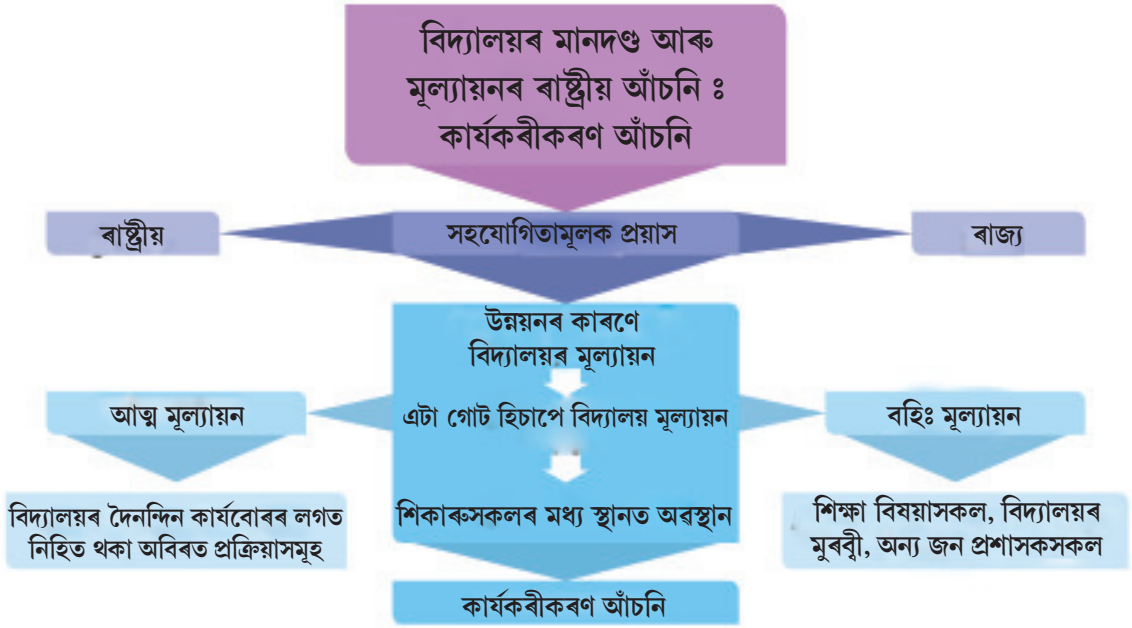 বিদ্যালয়ৰ মানদণ্ড আৰু
মূল্যায়নৰ ৰাষ্ট্ৰীয় আঁচনি ঃ
কাৰ্যকৰীকৰণ আঁচনি
ৰাষ্ট্ৰীয়
সহযোগিতামূলক প্ৰয়াস
ৰাজ্য
উন্নয়নৰ কাৰণে
বিদ্যালয়ৰ মূল্যায়ন
আত্ম মূল্যায়ন
এটা গোট হিচাপে বিদ্যালয় মূল্যায়ন
বহিঃ মূল্যায়ন
বিদ্যালয়ৰ দৈনন্দিন কাৰ্যবোৰৰ লগত
নিহিত থকা অবিৰত প্ৰক্ৰিয়াসমূহ
শিকাৰুসকলৰ মধ্য স্থানত অৱস্থান
শিক্ষা বিষয়াসকল, বিদ্যালয়ৰ
মুৰব্বী, অন্য জন প্ৰশাসকসকল
কাৰ্যকৰীকৰণ আঁচনি